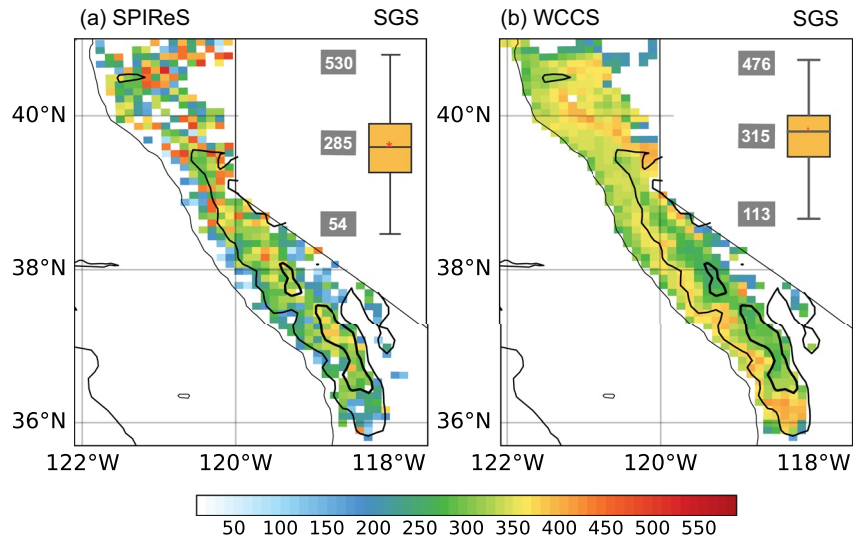 (a) SPIReS SGS (b) WCCS SGS
530 476
40°N 40°N
285 315
54 113
38°N 38°N
36°N 36°N
122°W 120°W 118°W 122°W 120°W 118°W
50 100 150 200 250 300 350 400 450 500 550